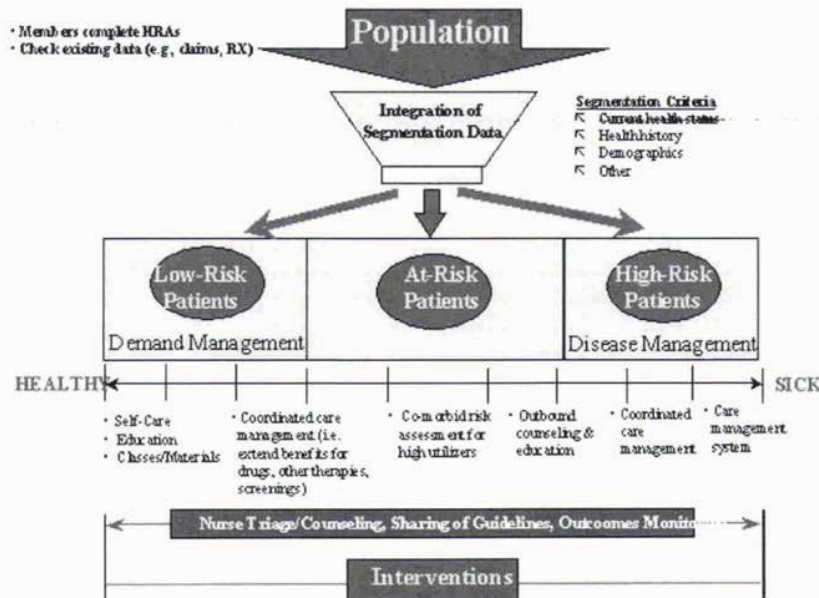 Population
• Members complete HRAs
• Check existing data (e.g., claims, RX)
Integration of
Segmentation Data
Segmentation Criteria
Current health status
Health history
Demographics
Other
Low-Risk
Patients
At-Risk
Patients
High-Risk
Patients
Demand Management
Disease Management
HEALTHY
SICK
• Self-Care
• Education
• Classes/Materials
• Coordinated care
management (i.e.
extend benefits for
drugs, other therapies,
screenings)
• Co-morbid risk
assessment for
high utilizers
• Outbound
counseling &
education
• Coordinated
care
management
• Care
management
system
Nurse Triage/Counseling, Sharing of Guidelines, Outcomes Monito
Interventions